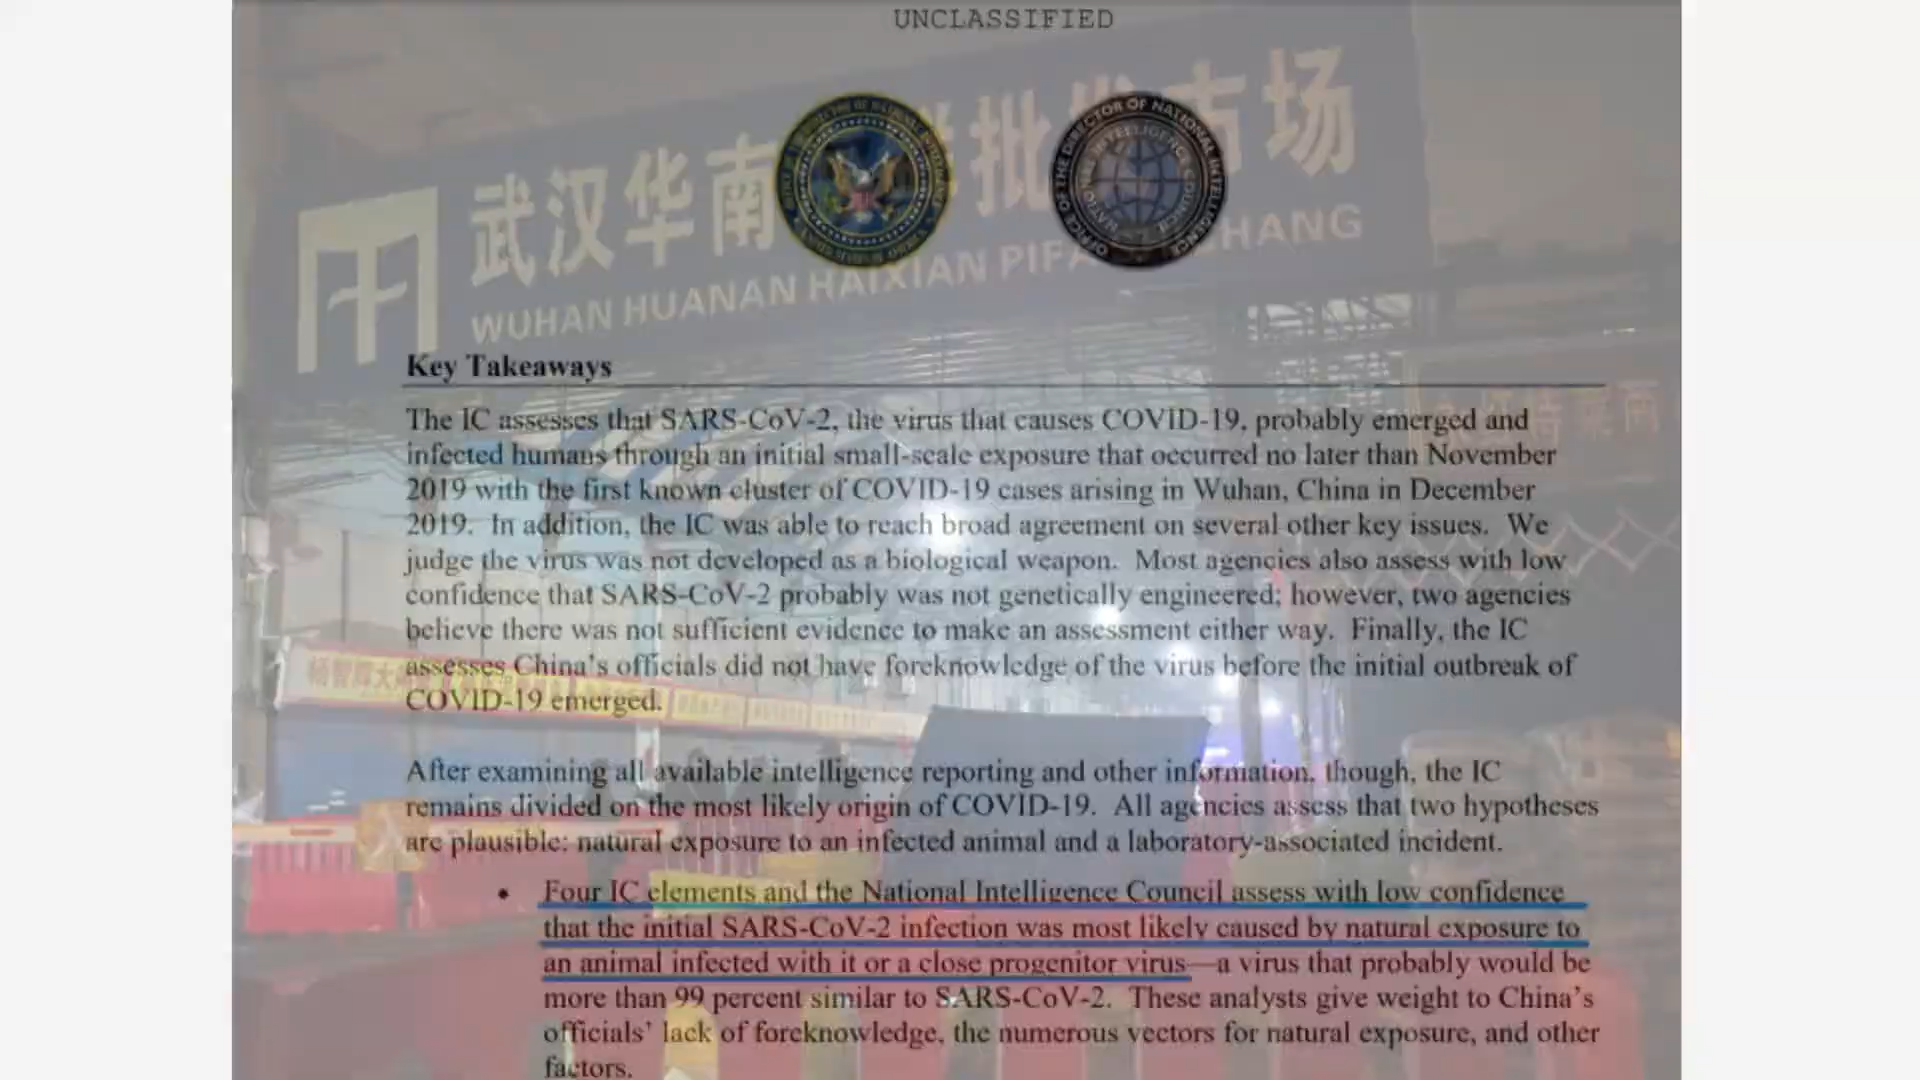 UNCLASSIFIED
武汉华南 批发市场
OFFICE OF THE DIRECTOR OF NATIONAL INTELLIGENCE
NATIONAL INTELLIGENCE COUNCIL
WUHAN HUANAN HAIXIAN
Key Takeaways
The IC assesses that SARS-CoV-2, the virus that causes COVID-19, probably emerged and
infected humans through an initial small-scale exposure that occurred no later than November
2019 with the first known cluster of COVID-19 cases arising in Wuhan, China in December
2019. In addition, the IC was able to reach broad agreement on several other key issues. We
judge the virus was not developed as a biological weapon. Most agencies also assess with low
confidence that SARS-CoV-2 probably was not genetically engineered; however, two agencies
believe there was not sufficient evidence to make an assessment either way. Finally, the IC
assesses China's officials did not have foreknowledge of the virus before the initial outbreak of
COVID-19 emerged.
After examining all available intelligence reporting and other information, though, the IC
remains divided on the most likely origin of COVID-19. All agencies assess that two hypotheses
are plausible: natural exposure to an infected animal and a laboratory-associated incident.
• Four IC elements and the National Intelligence Council assess with low confidence
that the initial SARS-CoV-2 infection was most likely caused by natural exposure to
an animal infected with it or a close progenitor virus—a virus that probably would be
more than 99 percent similar to SARS-CoV-2. These analysts give weight to China's
officials' lack of foreknowledge, the numerous vectors for natural exposure, and other
factors.